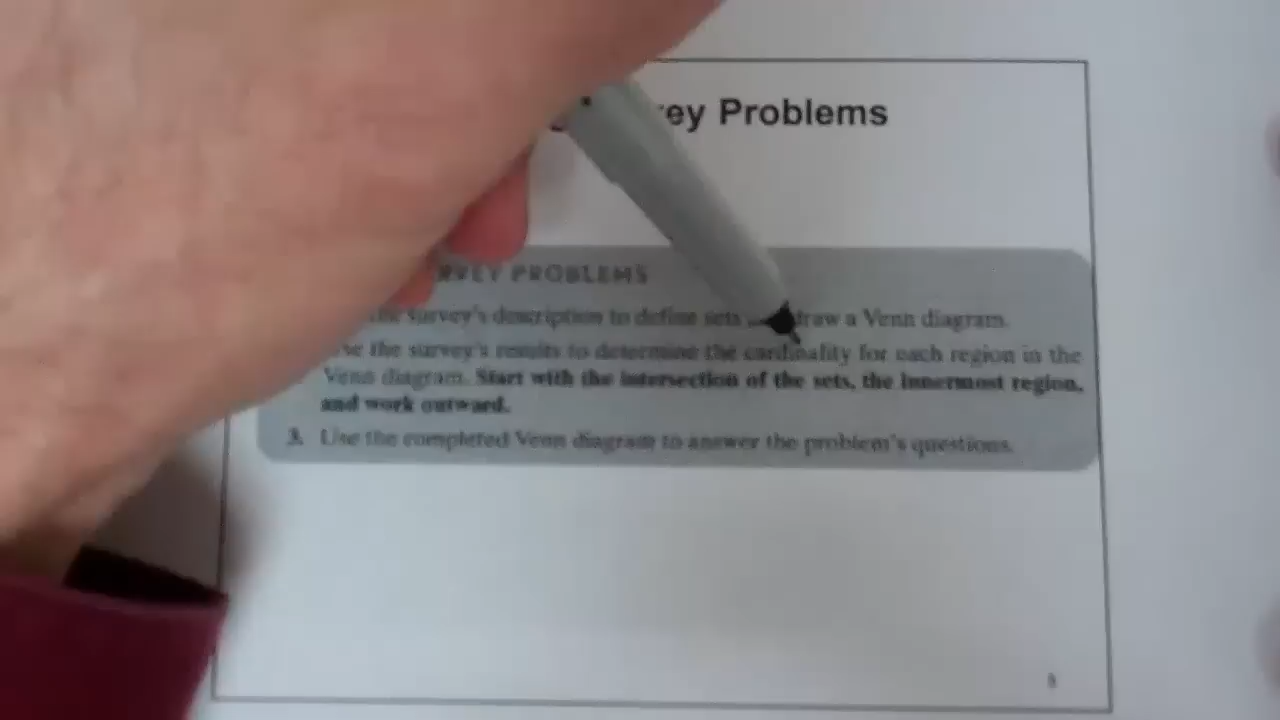 Problems
PROBLEMS
the survey's description to define sets draw a Venn diagram.
the survey's results to determine the cardinality for each region in the
Venn diagram. Start with the intersection of the sets, the innermost region,
and work outward.
3. Use the completed Venn diagram to answer the problem's questions.